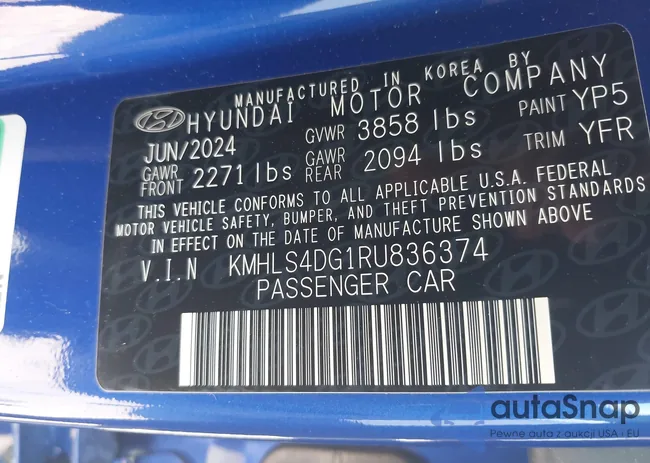 MANUFACTURED IN KOREA BY
HYUNDAI MOTOR COMPANY
JUN/2024 GVWR 3858 lbs PAINT YP5
GAWR FRONT 2271 lbs GAWR REAR 2094 lbs TRIM YFR
THIS VEHICLE CONFORMS TO ALL APPLICABLE U.S.A. FEDERAL
MOTOR VEHICLE SAFETY, BUMPER, AND THEFT PREVENTION STANDARDS
IN EFFECT ON THE DATE OF MANUFACTURE SHOWN ABOVE
V.I.N KMHLS4DG1RU836374
PASSENGER CAR
autaSnap
Pewne auta z aukcji USA i EU